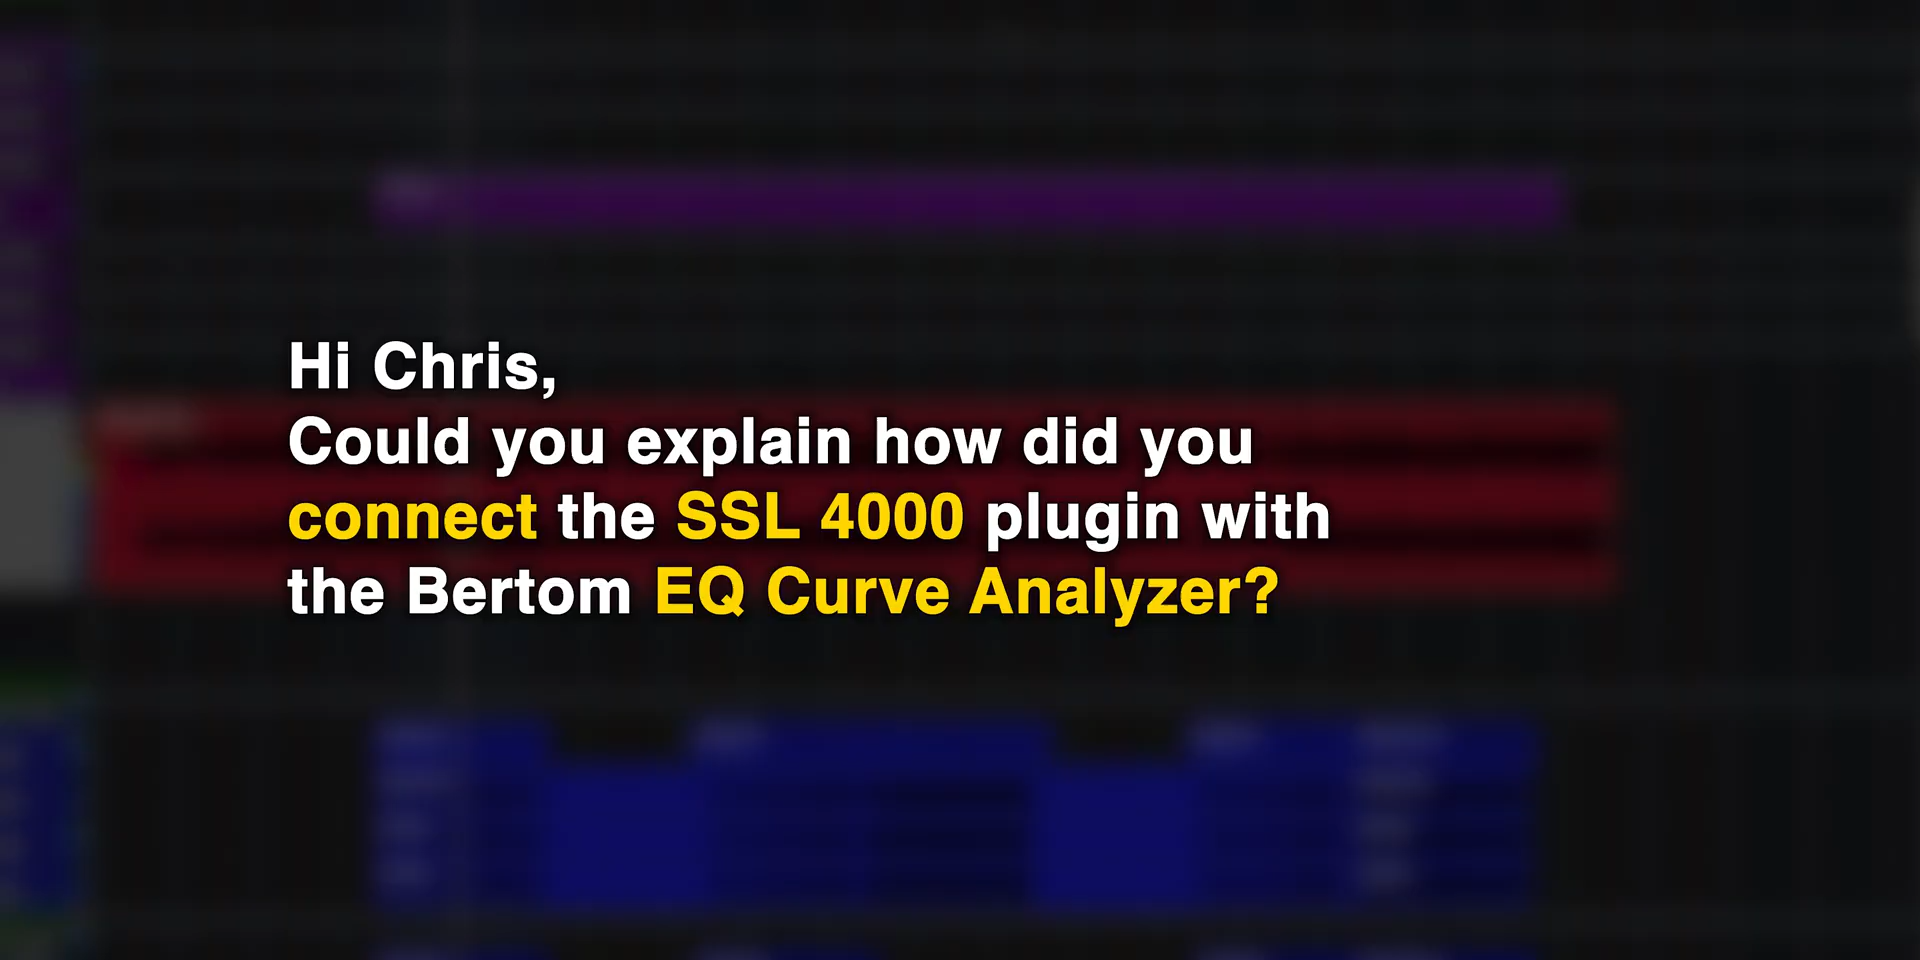 Hi Chris,
Could you explain how did you
connect the SSL 4000 plugin with
the Bertom EQ Curve Analyzer?